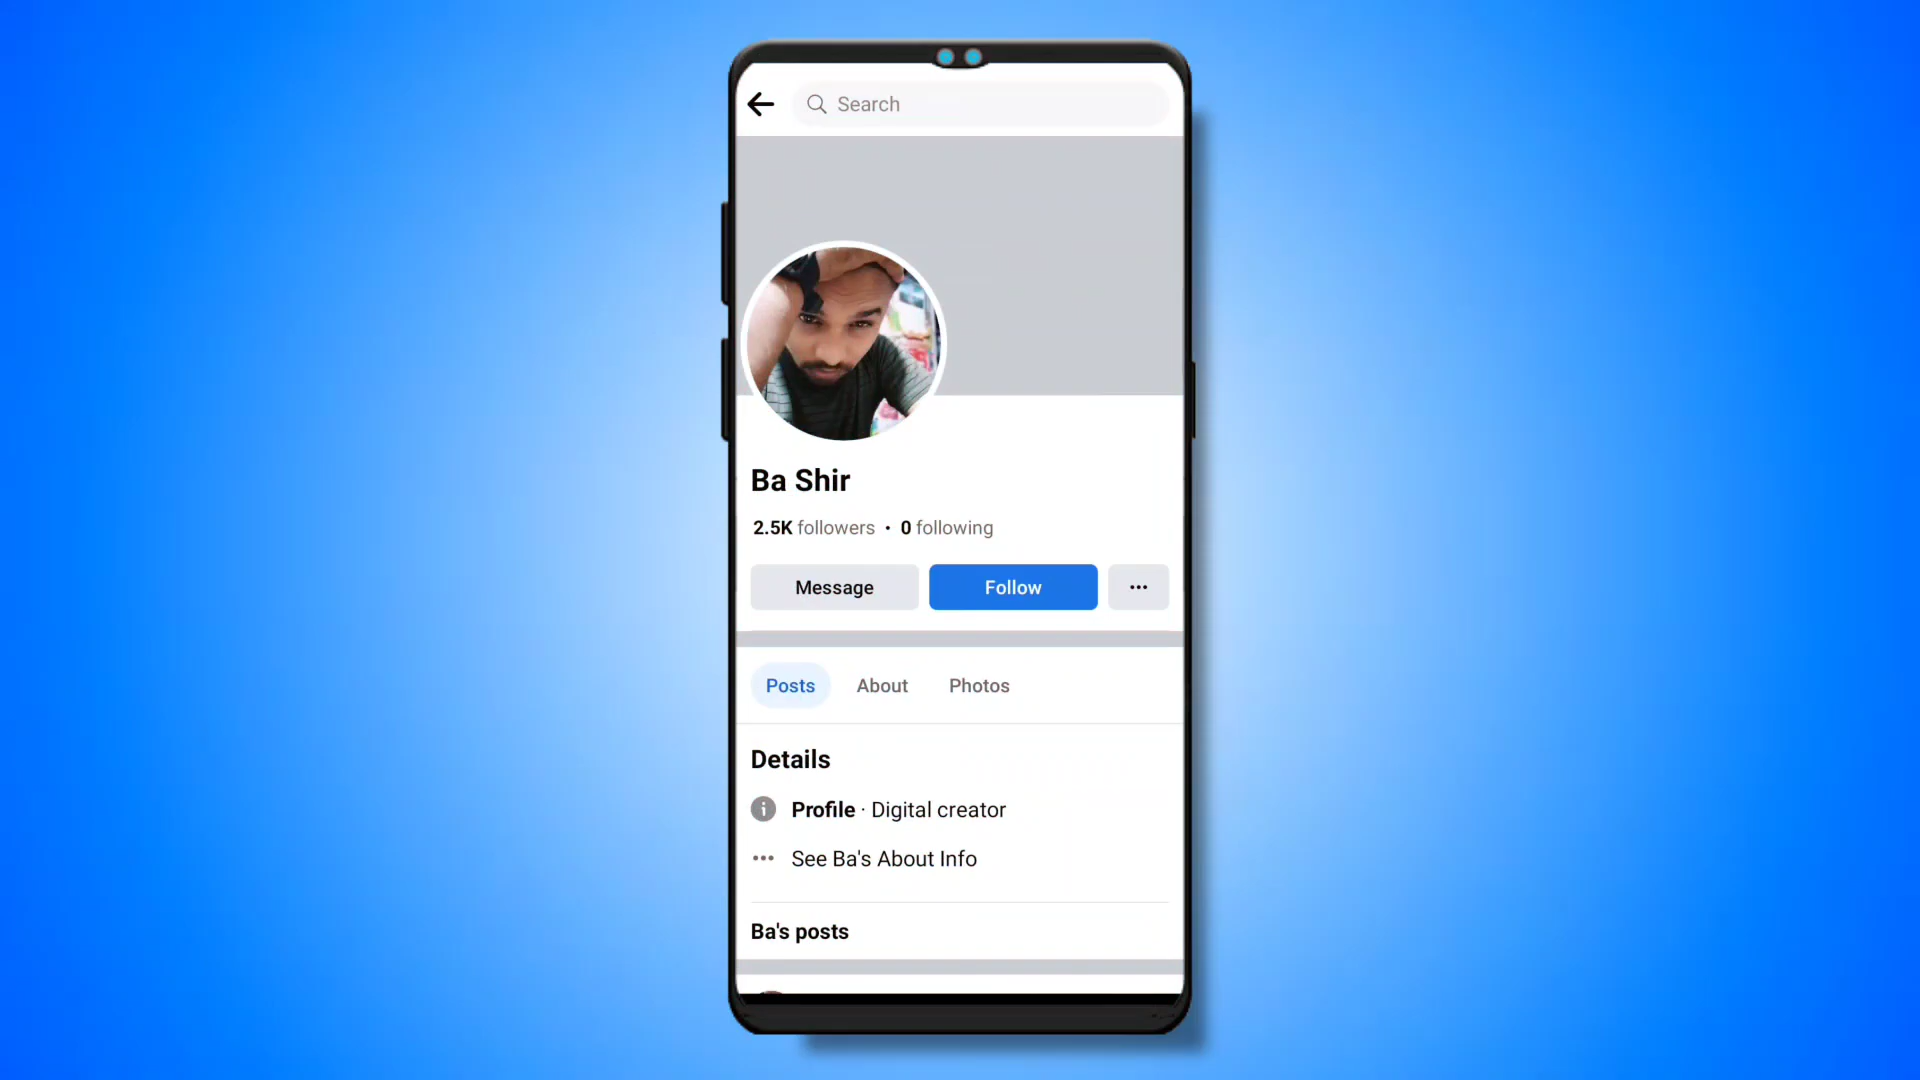 Search
Ba Shir
2.5K followers • 0 following
Message
Follow
Posts
About
Photos
Details
Profile · Digital creator
See Ba's About Info
Ba's posts